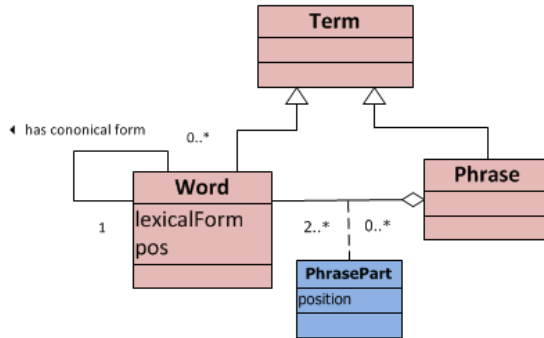 Term
◄ has cononical form
0..*
Word
lexicalForm
pos
1
Phrase
2..*
0..*
PhrasePart
position